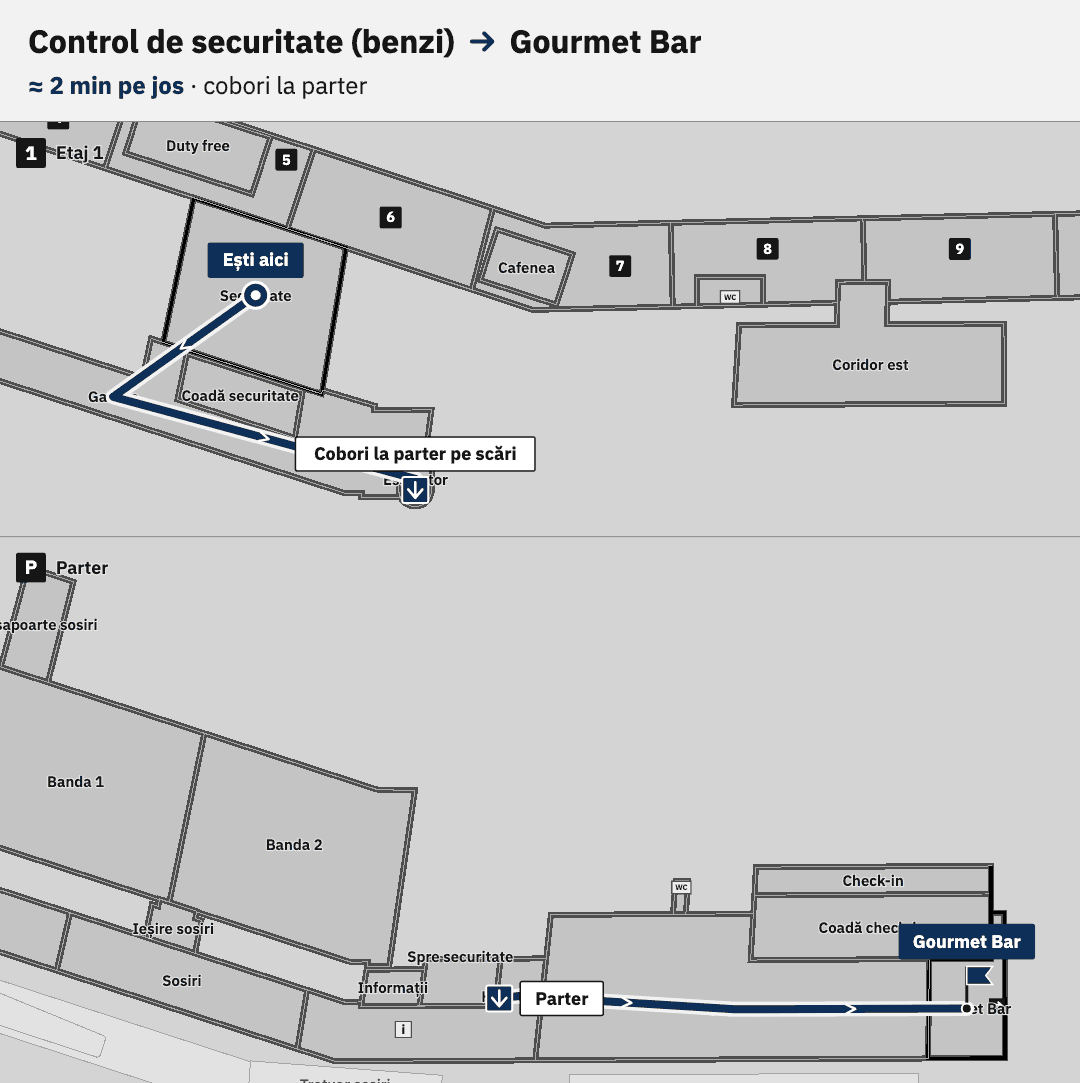 Control de securitate (benzi) → Gourmet Bar
≈ 2 min pe jos · cobori la parter
1 Etaj 1
Duty free
5
6
Ești aici
Cafenea
7
8
9
WC
Coridor est
Coadă securitate
Cobori la parter pe scări
P Parter
Banda 1
Banda 2
Check-in
WC
Ieșire sosiri
Gourmet Bar
Spre securitate
Sosiri
Informații
Parter
i